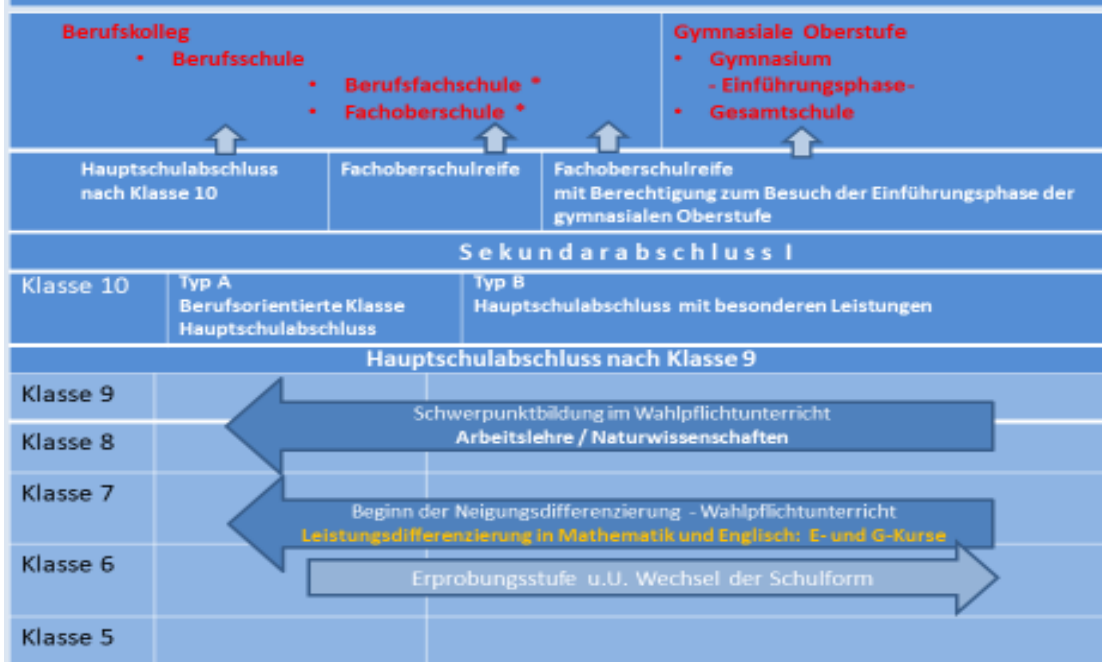 Berufskolleg
• Berufsschule
• Berufsfachschule *
• Fachoberschule *
Gymnasiale Oberstufe
• Gymnasium
- Einführungsphase-
• Gesamtschule
Hauptschulabschluss
nach Klasse 10
Fachoberschulreife
Fachoberschulreife
mit Berechtigung zum Besuch der Einführungsphase der
gymnasialen Oberstufe
Sekundarabschluss I
Klasse 10
Typ A
Berufsorientierte Klasse
Hauptschulabschluss
Typ B
Hauptschulabschluss mit besonderen Leistungen
Hauptschulabschluss nach Klasse 9
Klasse 9
Schwerpunktbildung im Wahlpflichtunterricht
Arbeitslehre / Naturwissenschaften
Klasse 8
Klasse 7
Beginn der Neigungsdifferenzierung - Wahlpflichtunterricht
Leistungsdifferenzierung in Mathematik und Englisch: E- und G-Kurse
Klasse 6
Erprobungsstufe u.U. Wechsel der Schulform
Klasse 5